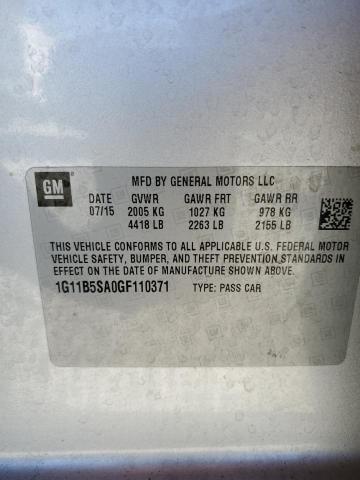 GM
MFD BY GENERAL MOTORS LLC
DATE GVWR GAWR FRT GAWR RR
07/15 2005 KG 1027 KG 978 KG
4418 LB 2263 LB 2155 LB
THIS VEHICLE CONFORMS TO ALL APPLICABLE U.S. FEDERAL MOTOR
VEHICLE SAFETY, BUMPER, AND THEFT PREVENTION STANDARDS
IN EFFECT ON THE DATE OF MANUFACTURE SHOWN ABOVE.
1G11B5SA0GF110371 TYPE: PASS CAR